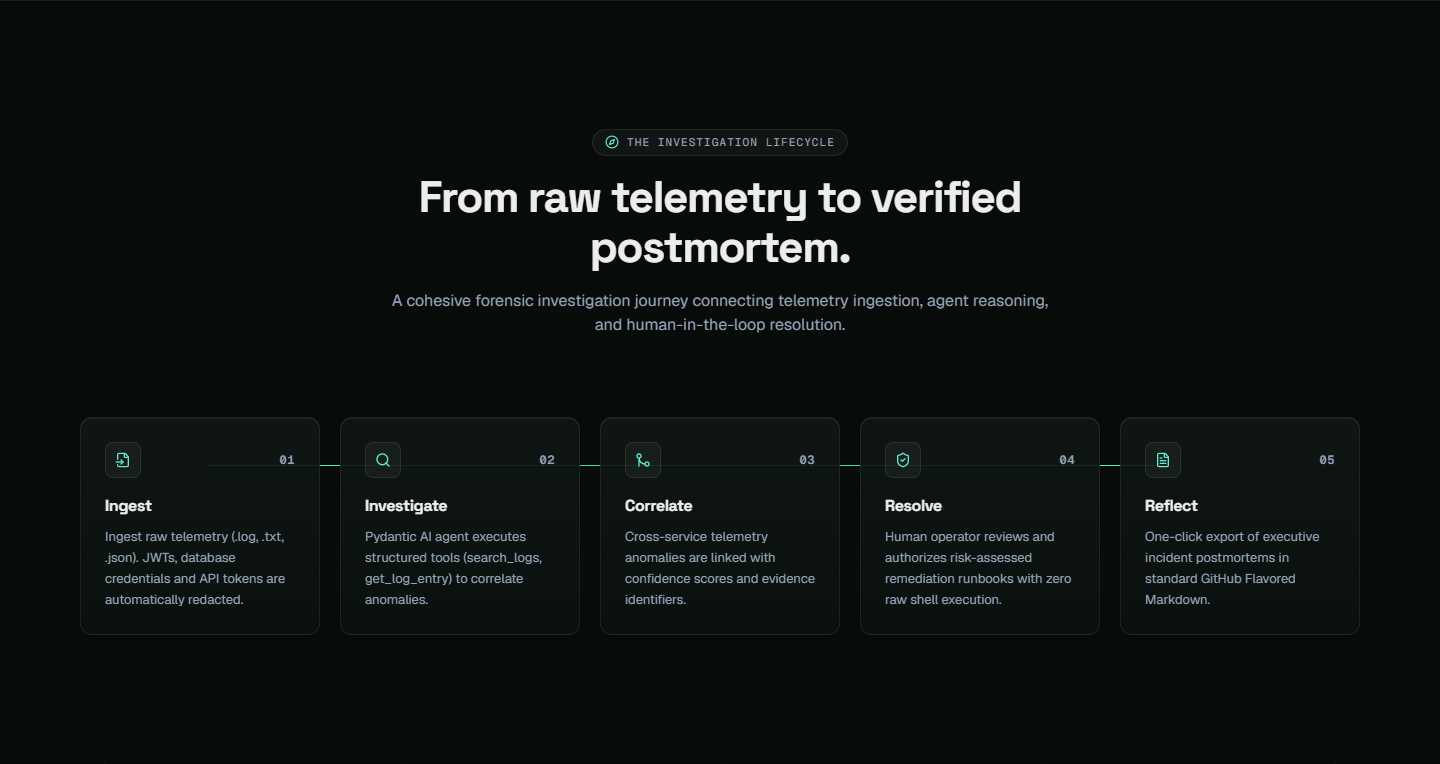 THE INVESTIGATION LIFECYCLE
From raw telemetry to verified
postmortem.
A cohesive forensic investigation journey connecting telemetry ingestion, agent reasoning,
and human-in-the-loop resolution.
01
Ingest
Ingest raw telemetry (.log, .txt,
.json). JWTs, database
credentials and API tokens are
automatically redacted.
02
Investigate
Pydantic AI agent executes
structured tools (search_logs,
get_log_entry) to correlate
anomalies.
03
Correlate
Cross-service telemetry
anomalies are linked with
confidence scores and evidence
identifiers.
04
Resolve
Human operator reviews and
authorizes risk-assessed
remediation runbooks with zero
raw shell execution.
05
Reflect
One-click export of executive
incident postmortems in
standard GitHub Flavored
Markdown.